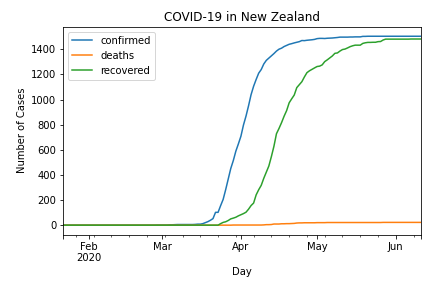 COVID-19 in New Zealand
confirmed
deaths
recovered
Number of Cases
1400
1200
1000
800
600
400
200
0
Feb Mar Apr May Jun
2020
Day